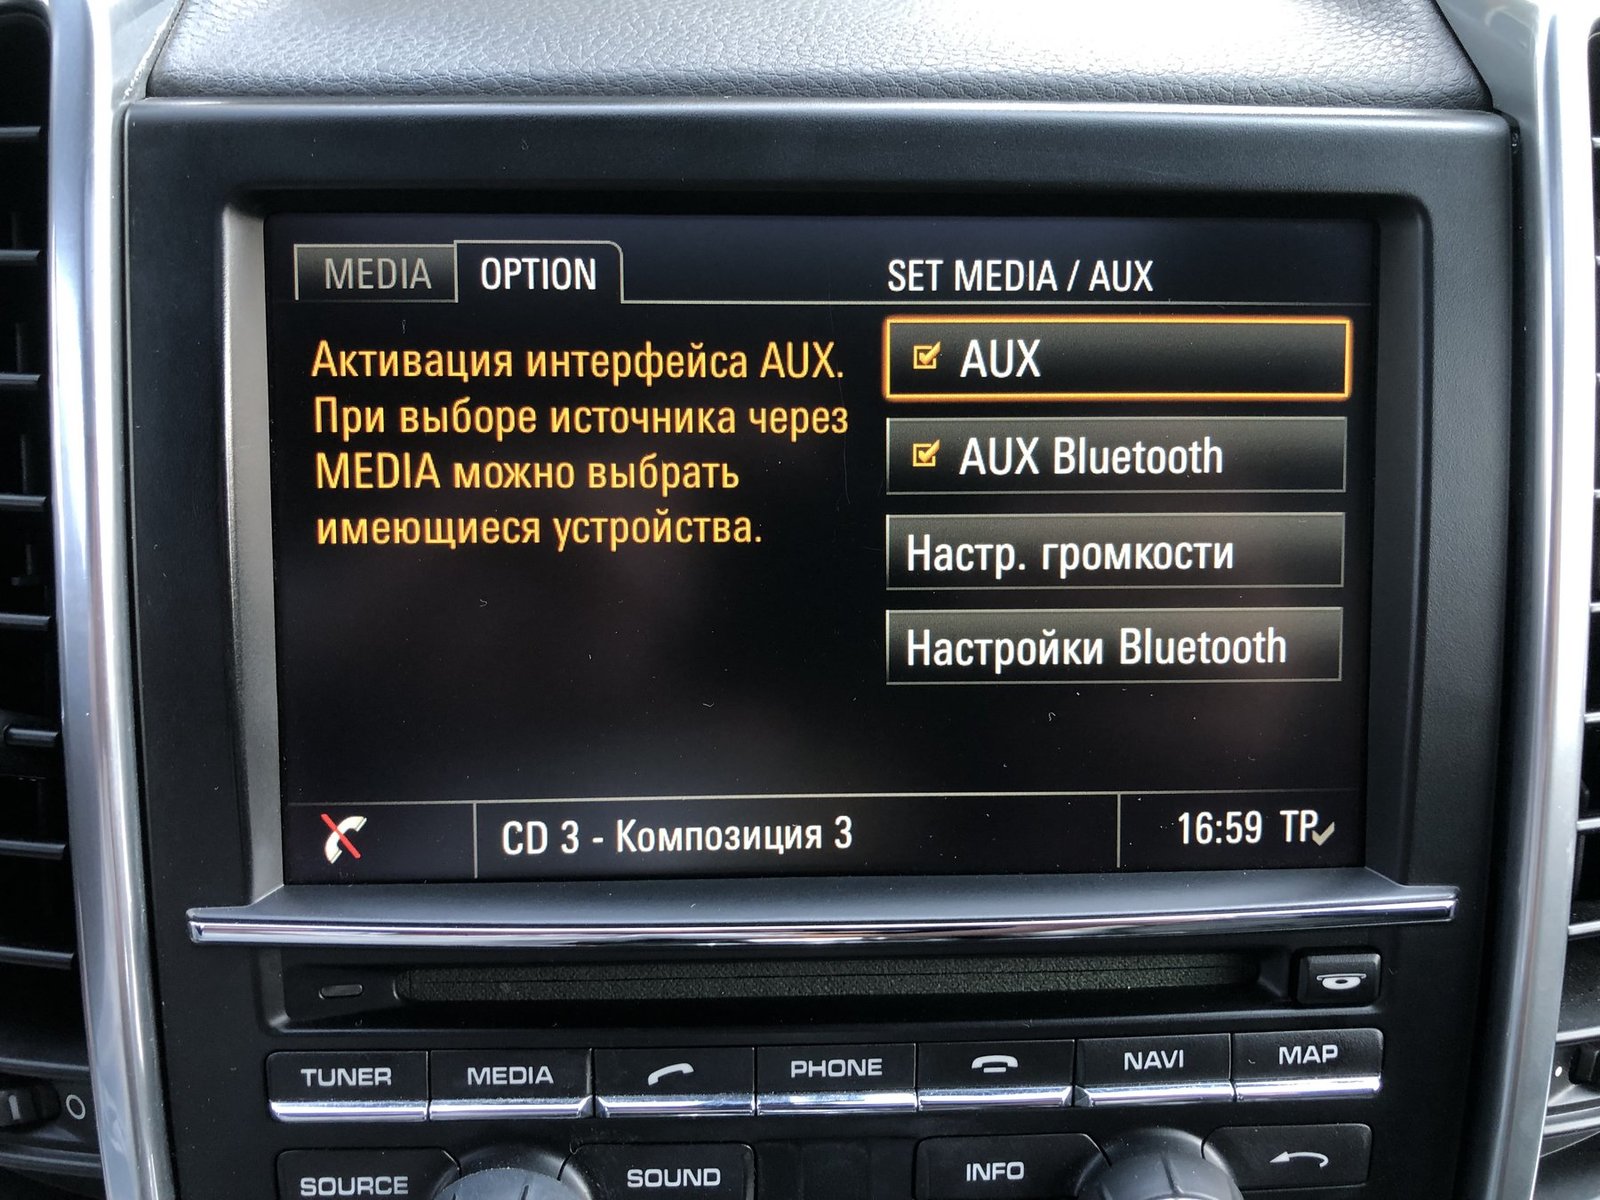 MEDIA OPTION SET MEDIA / AUX
Активация интерфейса AUX.
При выборе источника через
MEDIA можно выбрать
имеющиеся устройства.
AUX
AUX Bluetooth
Настр. громкости
Настройки Bluetooth
CD 3 - Композиция 3 16:59 TP
TUNER MEDIA PHONE NAVI MAP
SOURCE SOUND INFO